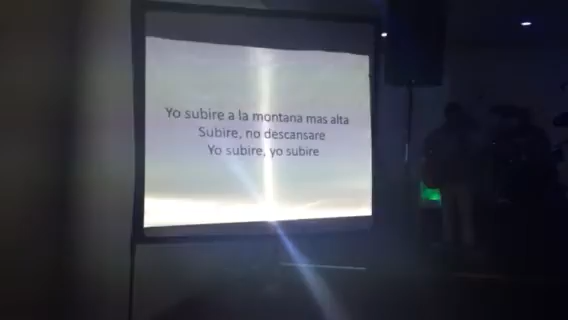 Yo subire a la montana mas alta
Subire, no descansare
Yo subire, yo subire